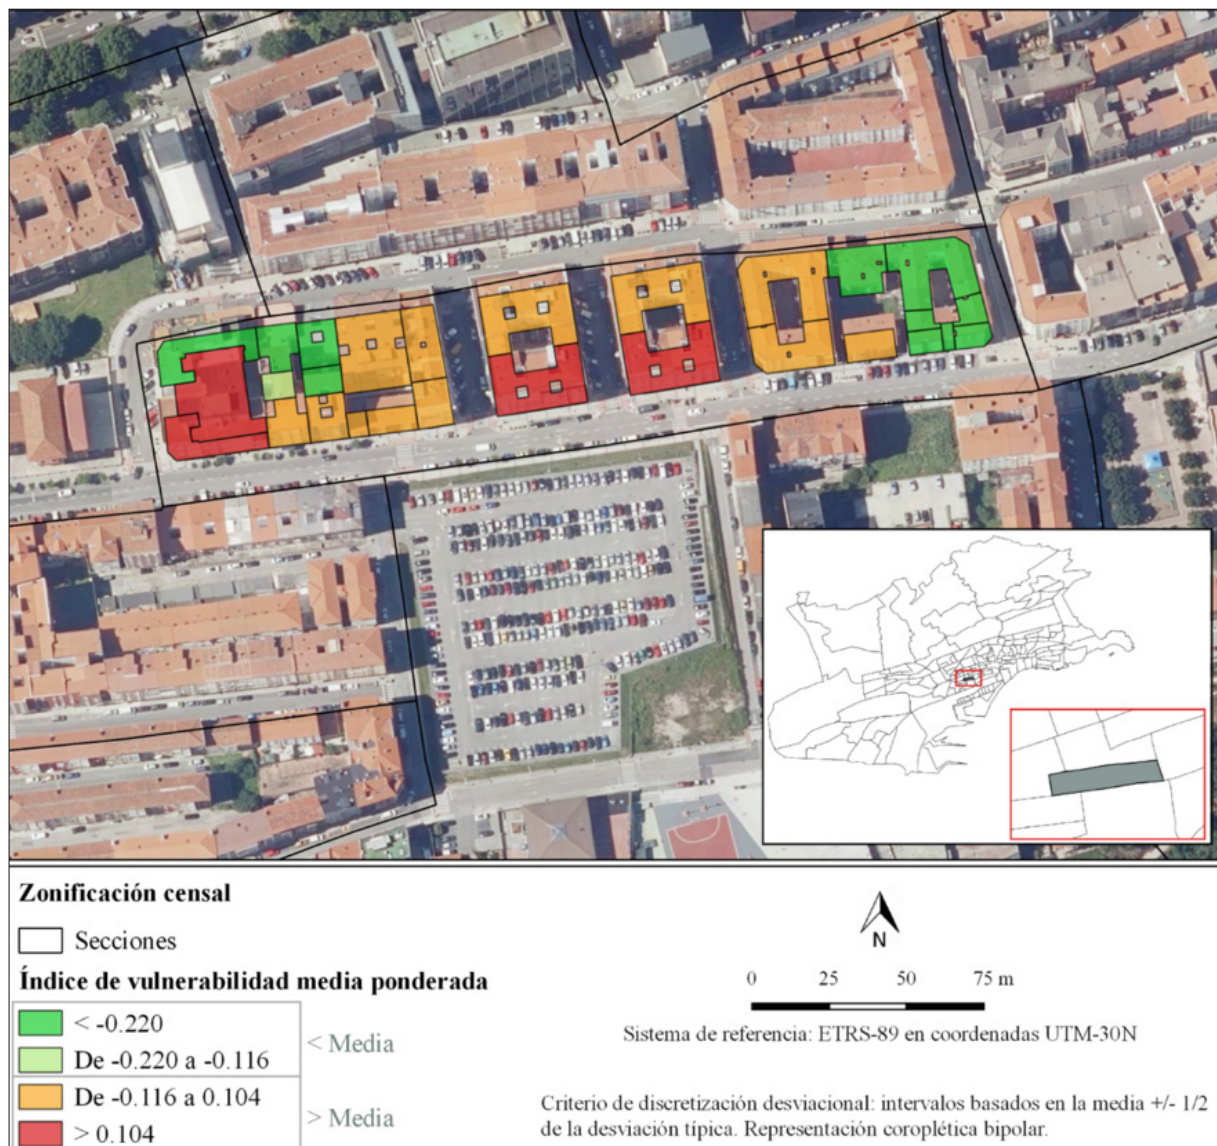 Zonificación censal
Secciones
Índice de vulnerabilidad media ponderada
< -0.220
De -0.220 a -0.116
< Media
De -0.116 a 0.104
> 0.104
> Media
N
0 25 50 75 m
Sistema de referencia: ETRS-89 en coordenadas UTM-30N
Criterio de discretización desviacional: intervalos basados en la media +/- 1/2
de la desviación típica. Representación coroplética bipolar.